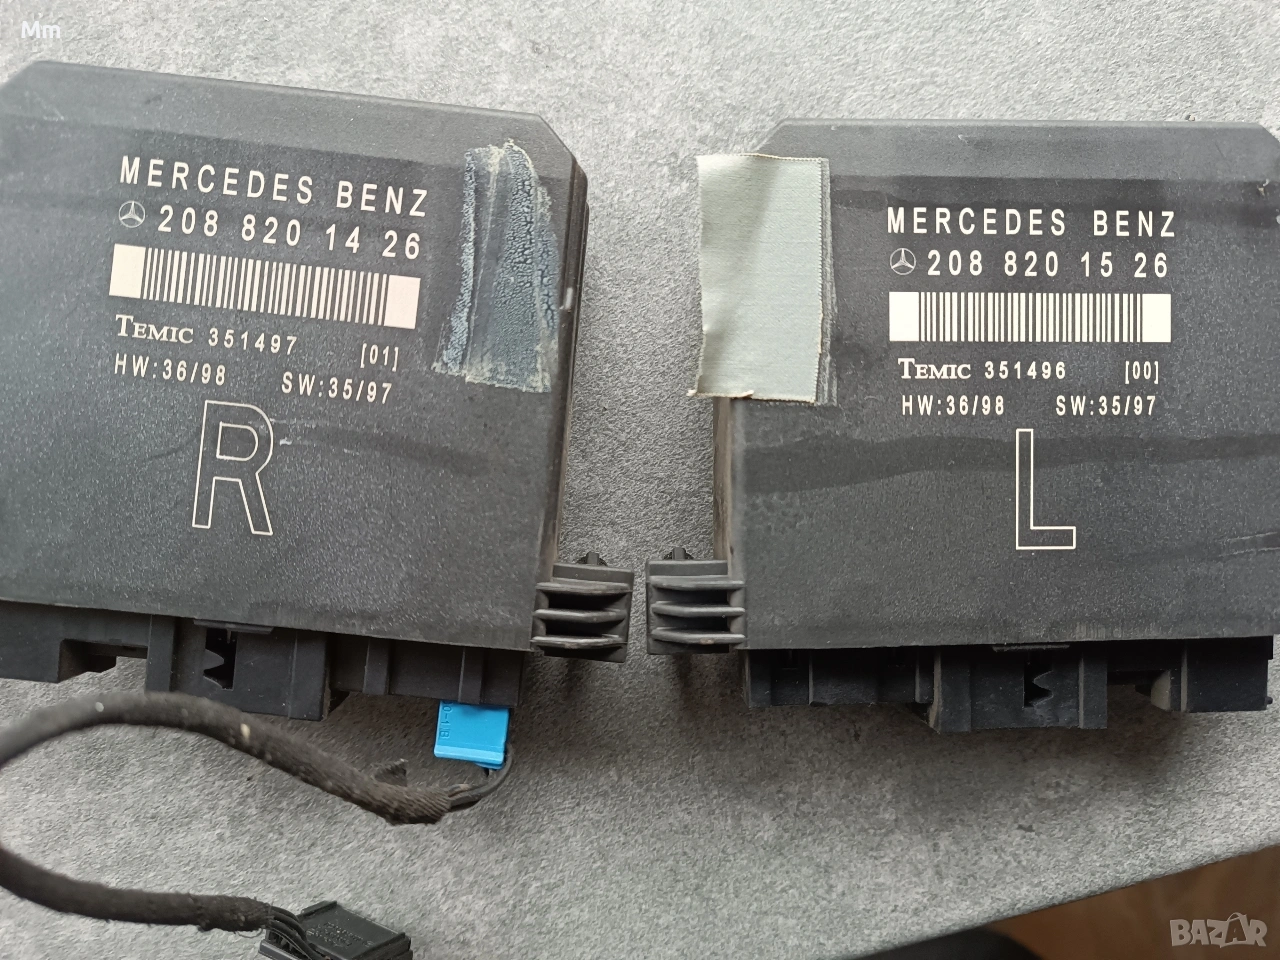 Mm
MERCEDES BENZ
208 820 14 26
TEMIC 351497 [01]
HW:36/98 SW:35/97
R
MERCEDES BENZ
208 820 15 26
TEMIC 351496 [00]
HW:36/98 SW:35/97
L
BAZAR